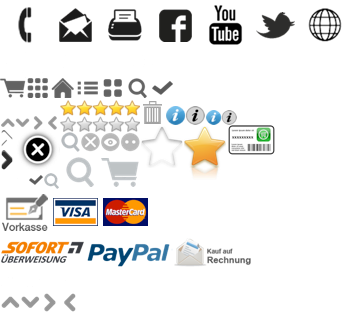 You
Tube
VISA
MasterCard
Vorkasse
SOFORT
ÜBERWEISUNG
PayPal
Kauf auf
Rechnung